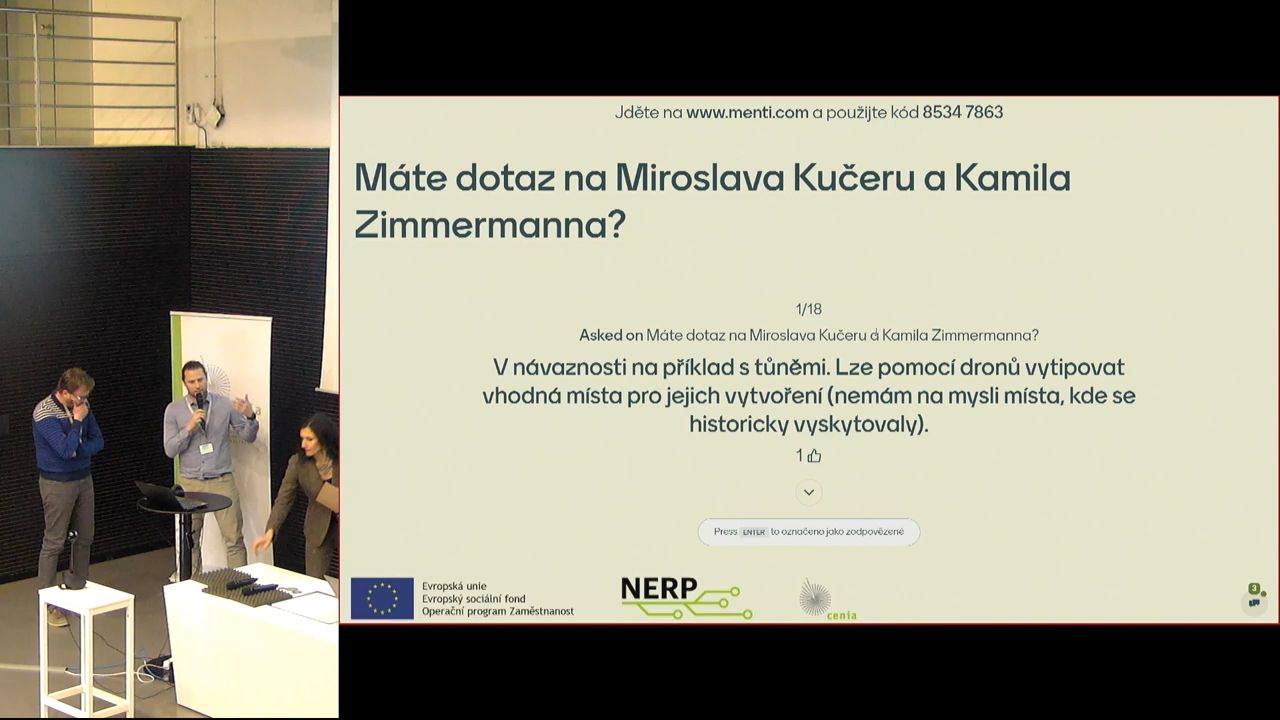 Jděte na www.menti.com a použijte kód 8534 7863
Máte dotaz na Miroslava Kučeru a Kamila
Zimmermanna?
1/18
Asked on Máte dotaz na Miroslava Kučeru a Kamila Zimmermanna?
V návaznosti na příklad s tůněmi. Lze pomocí dronů vytipovat
vhodná místa pro jejich vytvoření (nemám na mysli místa, kde se
historicky vyskytovaly).
1
Press ENTER to označeno jako zodpovězené
Evropská unie
Evropský sociální fond
Operační program Zaměstnanost
NERP
cenia
3